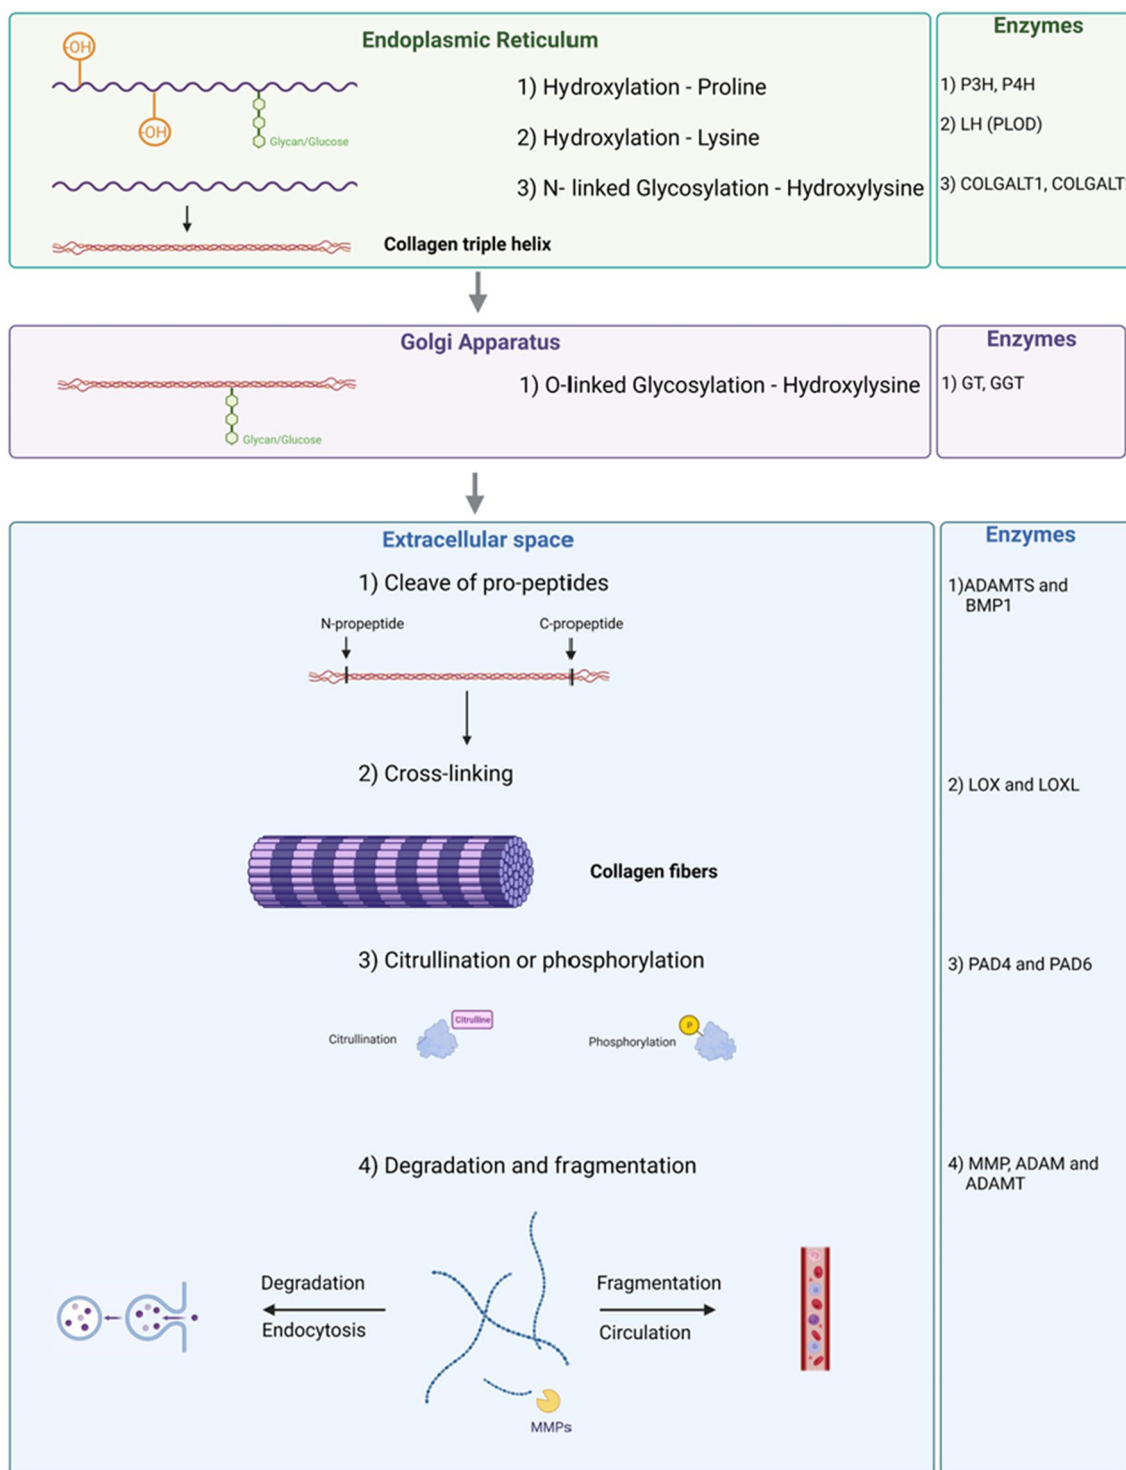 Endoplasmic Reticulum
Enzymes
-OH
1) Hydroxylation - Proline
1) P3H, P4H
-OH
Glycan/Glucose
2) Hydroxylation - Lysine
2) LH (PLOD)
3) N- linked Glycosylation - Hydroxylysine
3) COLGALT1, COLGALT
Collagen triple helix
Golgi Apparatus
Enzymes
1) O-linked Glycosylation - Hydroxylysine
1) GT, GGT
Glycan/Glucose
Extracellular space
Enzymes
1) Cleave of pro-peptides
1)ADAMTS and
BMP1
N-propeptide
C-propeptide
2) Cross-linking
2) LOX and LOXL
Collagen fibers
3) Citrullination or phosphorylation
3) PAD4 and PAD6
Citrulline
P
Citrullination
Phosphorylation
4) Degradation and fragmentation
4) MMP, ADAM and
ADAMT
Degradation
Endocytosis
Fragmentation
Circulation
MMPs